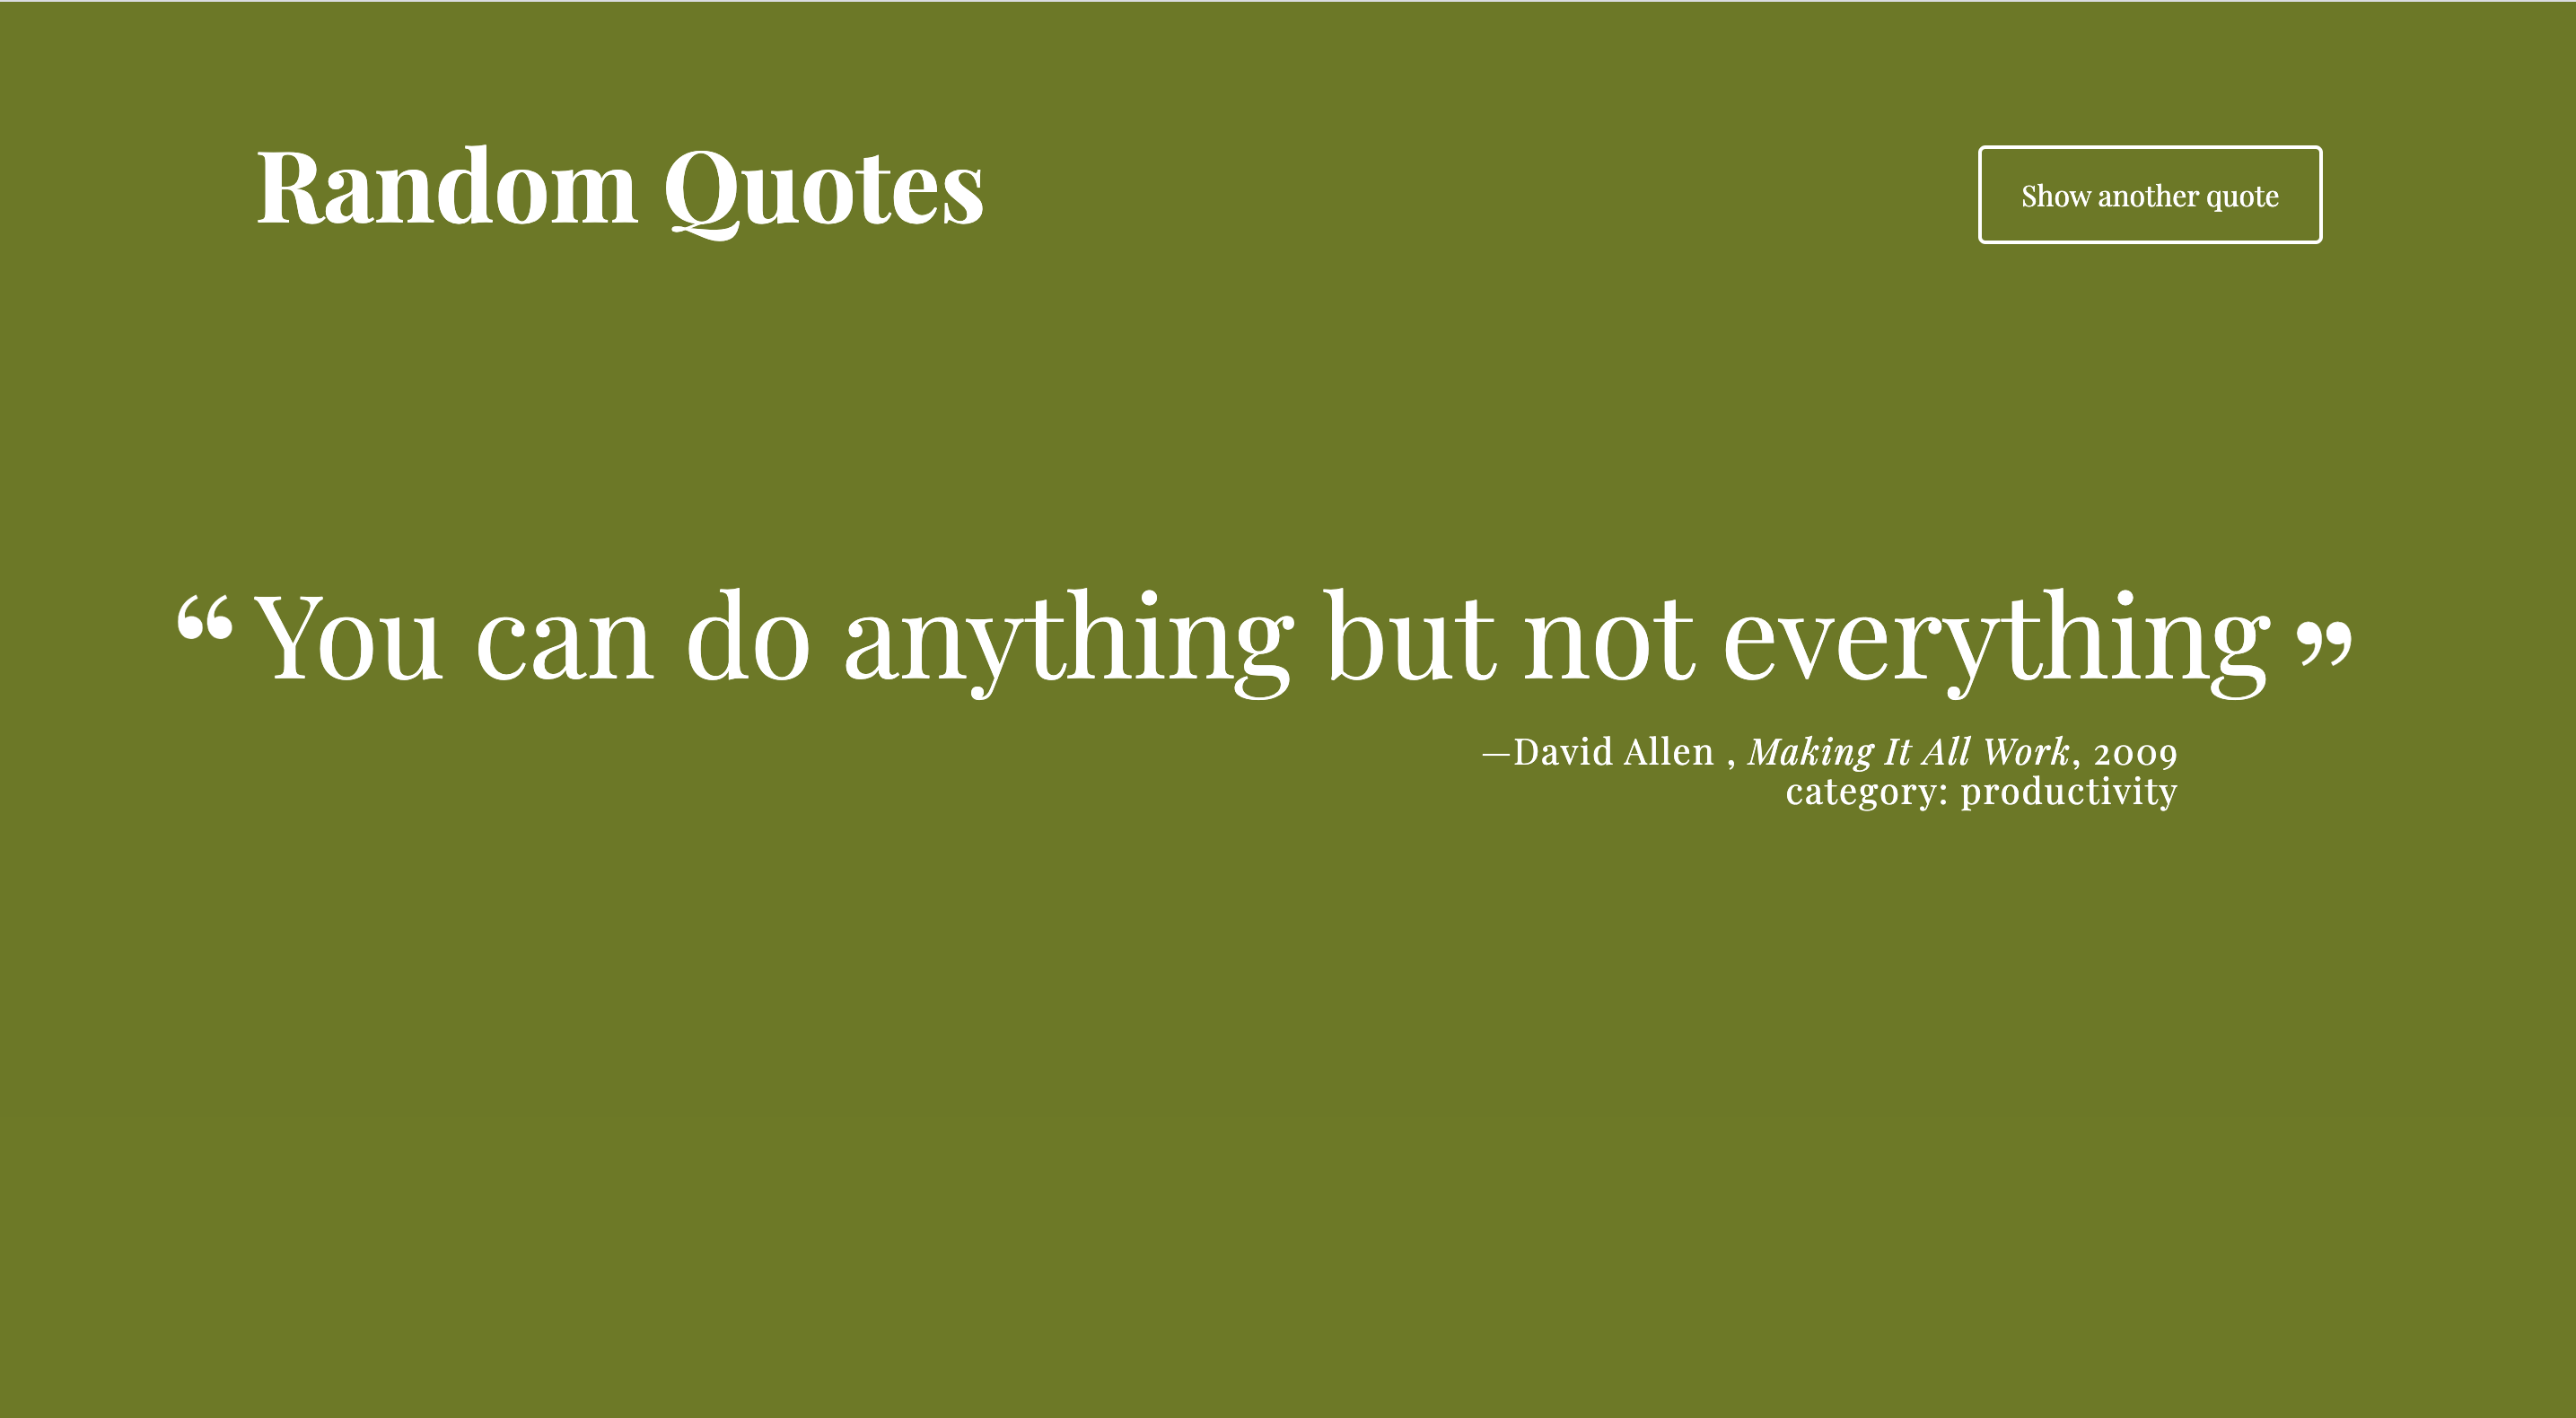 Random Quotes
Show another quote
“You can do anything but not everything”
—David Allen , Making It All Work, 2009
category: productivity